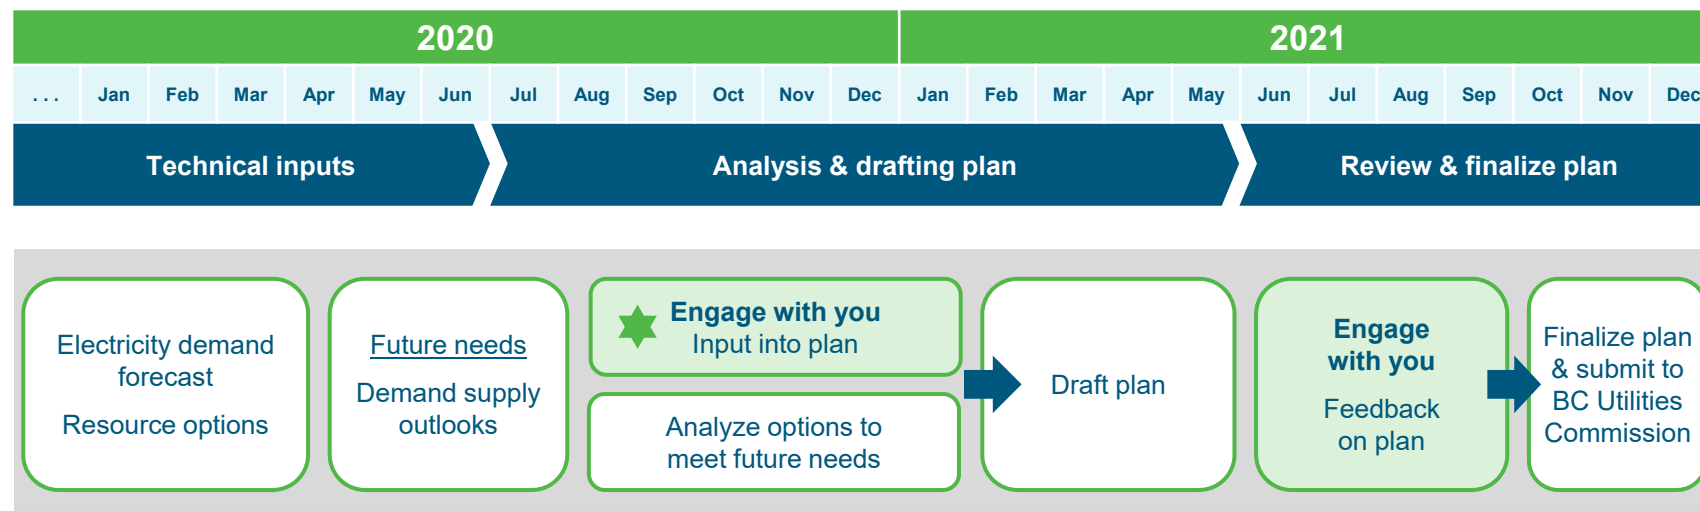 2020 2021
. . . Jan Feb Mar Apr May Jun Jul Aug Sep Oct Nov Dec Jan Feb Mar Apr May Jun Jul Aug Sep Oct Nov Dec
Technical inputs Analysis & drafting plan Review & finalize plan
Electricity demand
forecast
Resource options
Future needs
Demand supply
outlooks
Engage with you
Input into plan
Analyze options to
meet future needs
Draft plan
Engage
with you
Feedback
on plan
Finalize plan
& submit to
BC Utilities
Commission